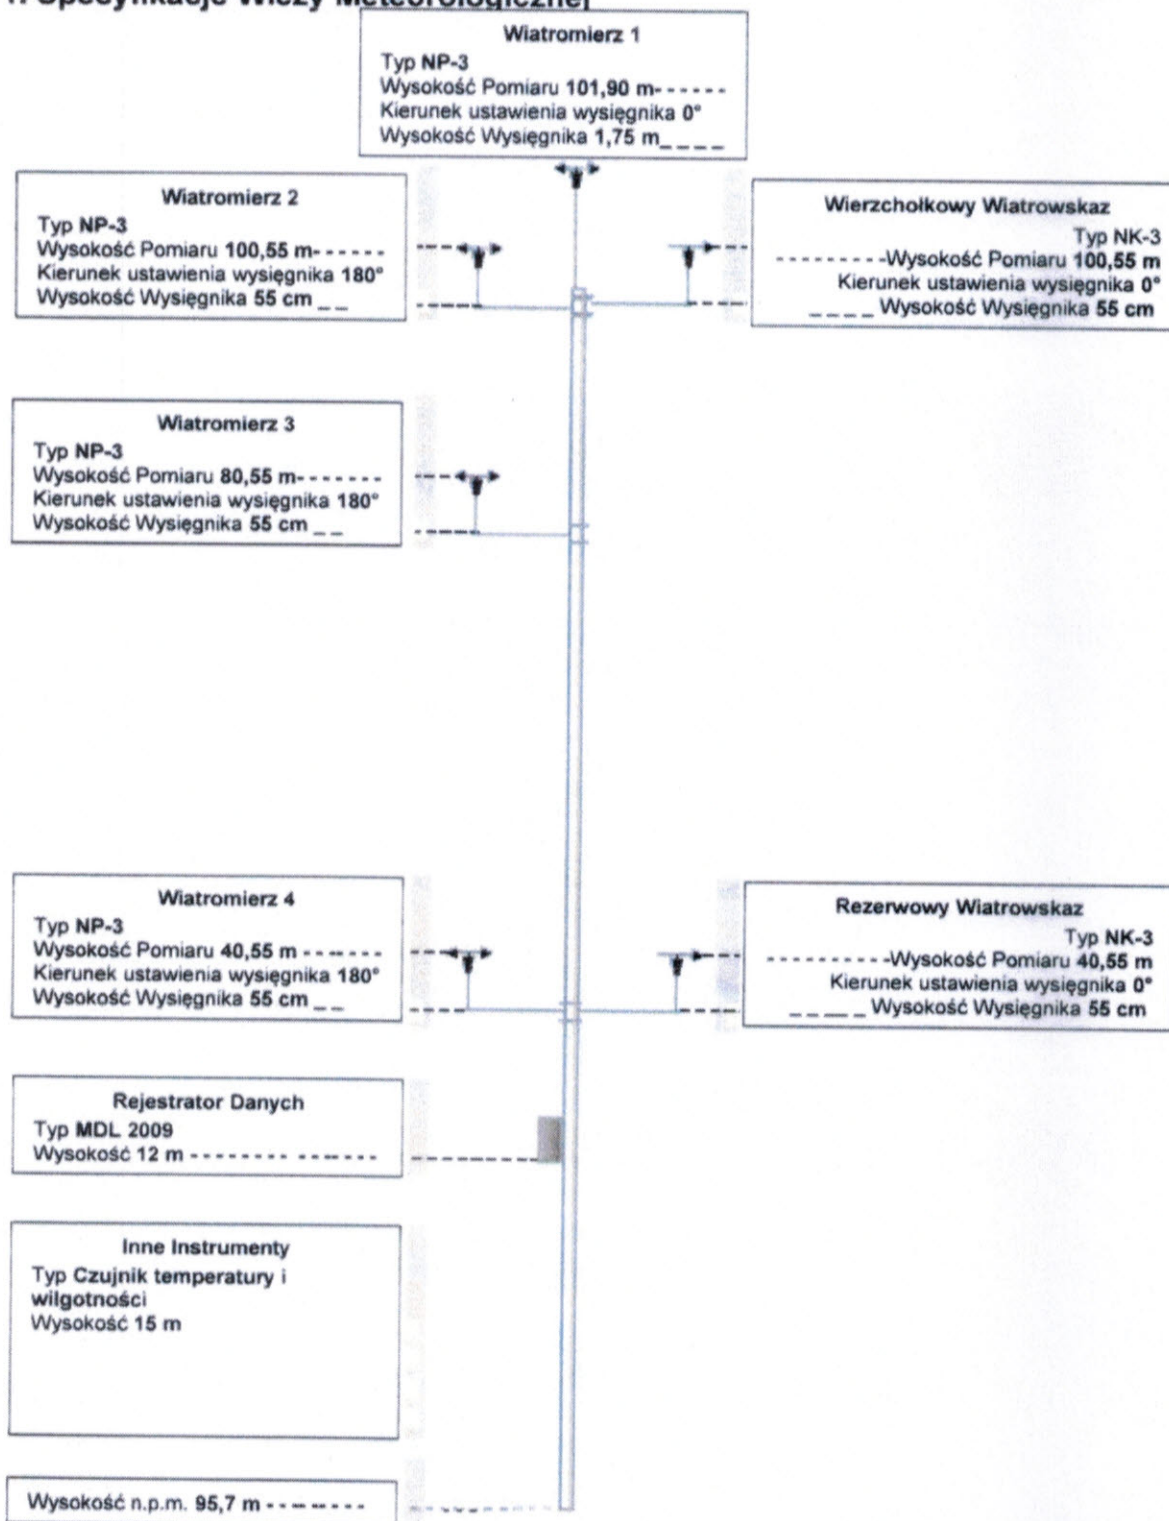 1. Specyfikacje Wieży Meteorologicznej
Wiatromierz 1
Typ NP-3
Wysokość Pomiaru 101,90 m- - - - - -
Kierunek ustawienia wysięgnika 0°
Wysokość Wysięgnika 1,75 m_ _ _ _
Wiatromierz 2
Typ NP-3
Wysokość Pomiaru 100,55 m- - - - - -
Kierunek ustawienia wysięgnika 180°
Wysokość Wysięgnika 55 cm _ _
Wierzchołkowy Wiatrowskaz
Typ NK-3
- - - - - - - - -Wysokość Pomiaru 100,55 m
Kierunek ustawienia wysięgnika 0°
_ _ _ _ Wysokość Wysięgnika 55 cm
Wiatromierz 3
Typ NP-3
Wysokość Pomiaru 80,55 m- - - - - - -
Kierunek ustawienia wysięgnika 180°
Wysokość Wysięgnika 55 cm _ _
Wiatromierz 4
Typ NP-3
Wysokość Pomiaru 40,55 m - - - - - - -
Kierunek ustawienia wysięgnika 180°
Wysokość Wysięgnika 55 cm _ _
Rezerwowy Wiatrowskaz
Typ NK-3
- - - - - - - - - -Wysokość Pomiaru 40,55 m
Kierunek ustawienia wysięgnika 0°
_ _ _ _ _ Wysokość Wysięgnika 55 cm
Rejestrator Danych
Typ MDL 2009
Wysokość 12 m - - - - - - - - - - - - - -
Inne Instrumenty
Typ Czujnik temperatury i
wilgotności
Wysokość 15 m
Wysokość n.p.m. 95,7 m - - - - - - - -